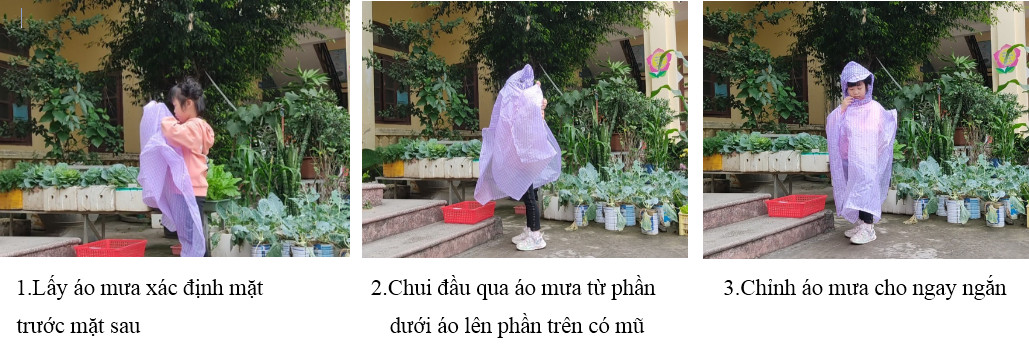 1.Lấy áo mưa xác định mặt
trước mặt sau
2.Chui đầu qua áo mưa từ phần
dưới áo lên phần trên có mũ
3.Chỉnh áo mưa cho ngay ngắn